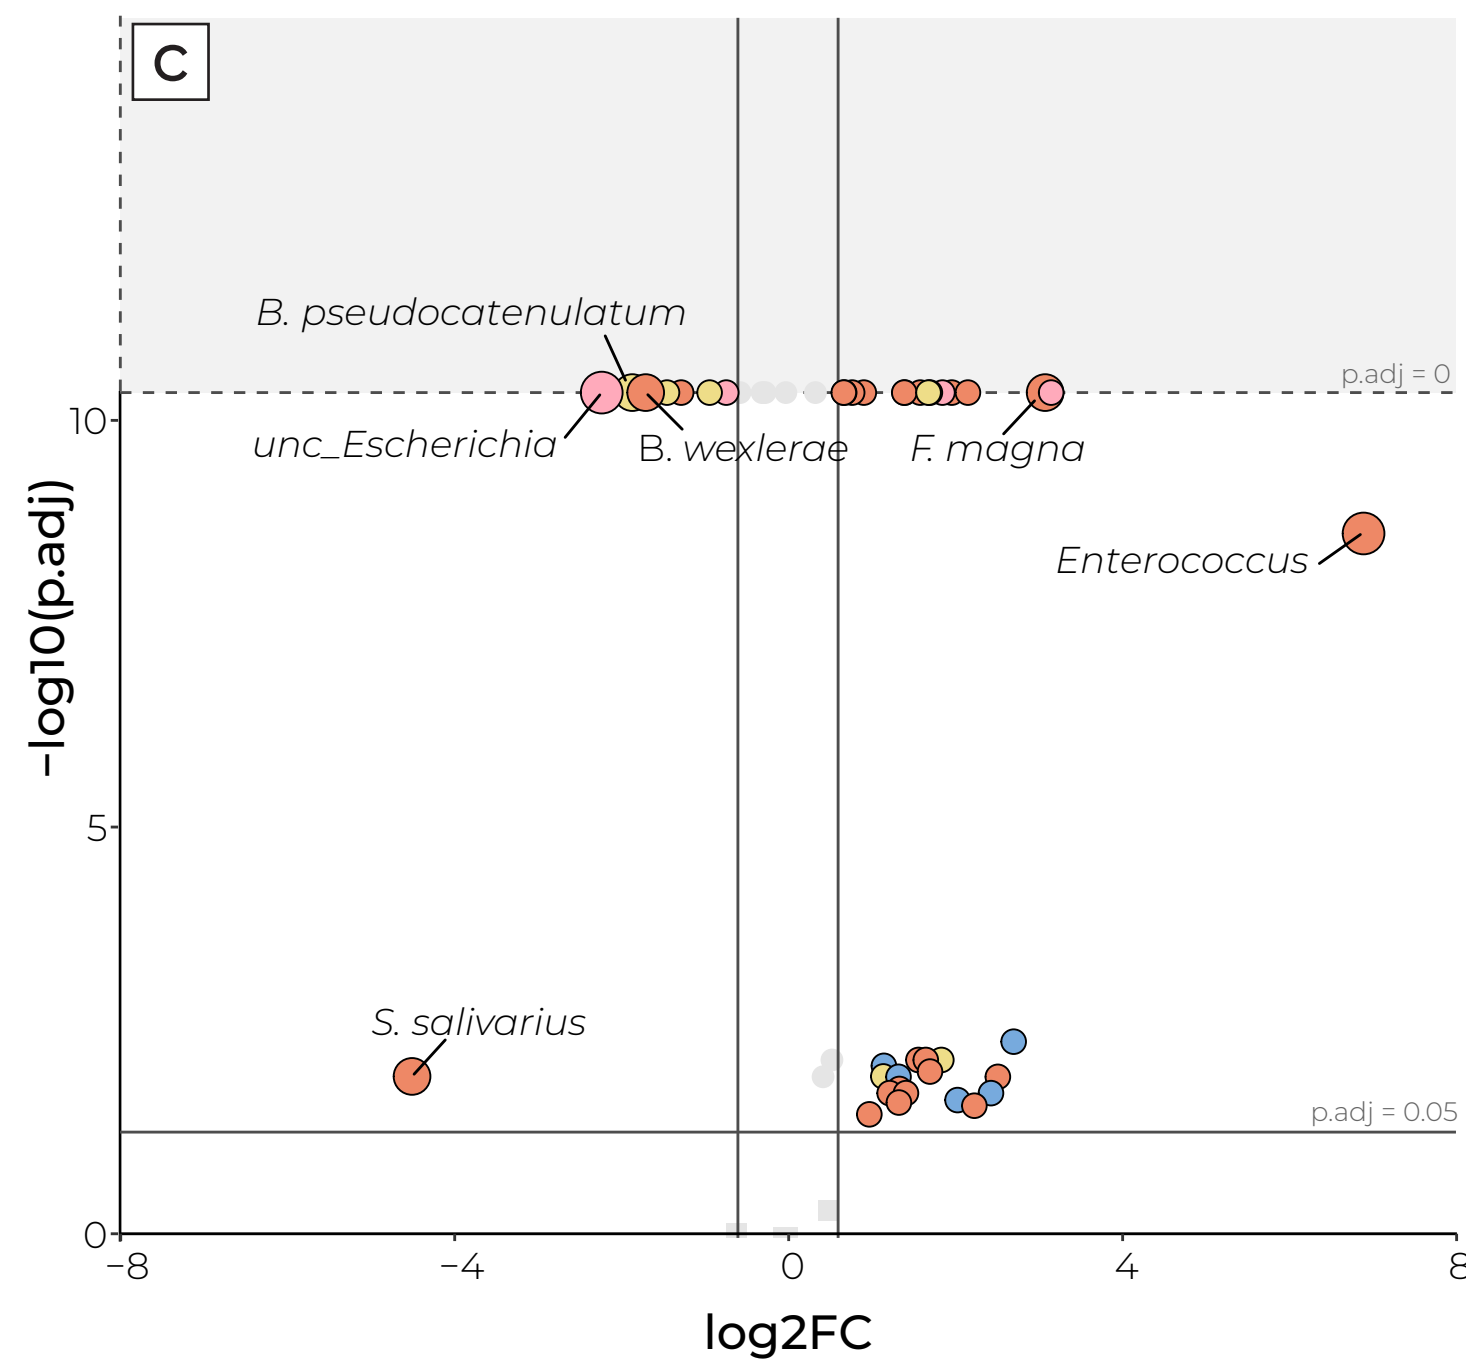 C
B. pseudocatenulatum
p.adj = 0
10
unc_Escherichia
B. wexlerae
F. magna
Enterococcus
−log10(p.adj)
5
S. salivarius
p.adj = 0.05
0
−8
−4
0
4
8
log2FC